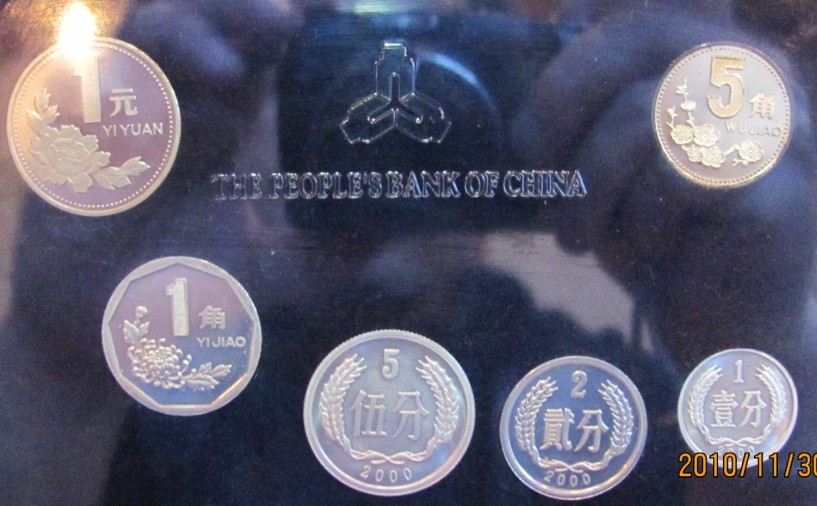 1元
YI YUAN
5角
WU JIAO
THE PEOPLE'S BANK OF CHINA
1角
YI JIAO
5
伍分
2000
2
贰分
2000
1
壹分
2010/11/30